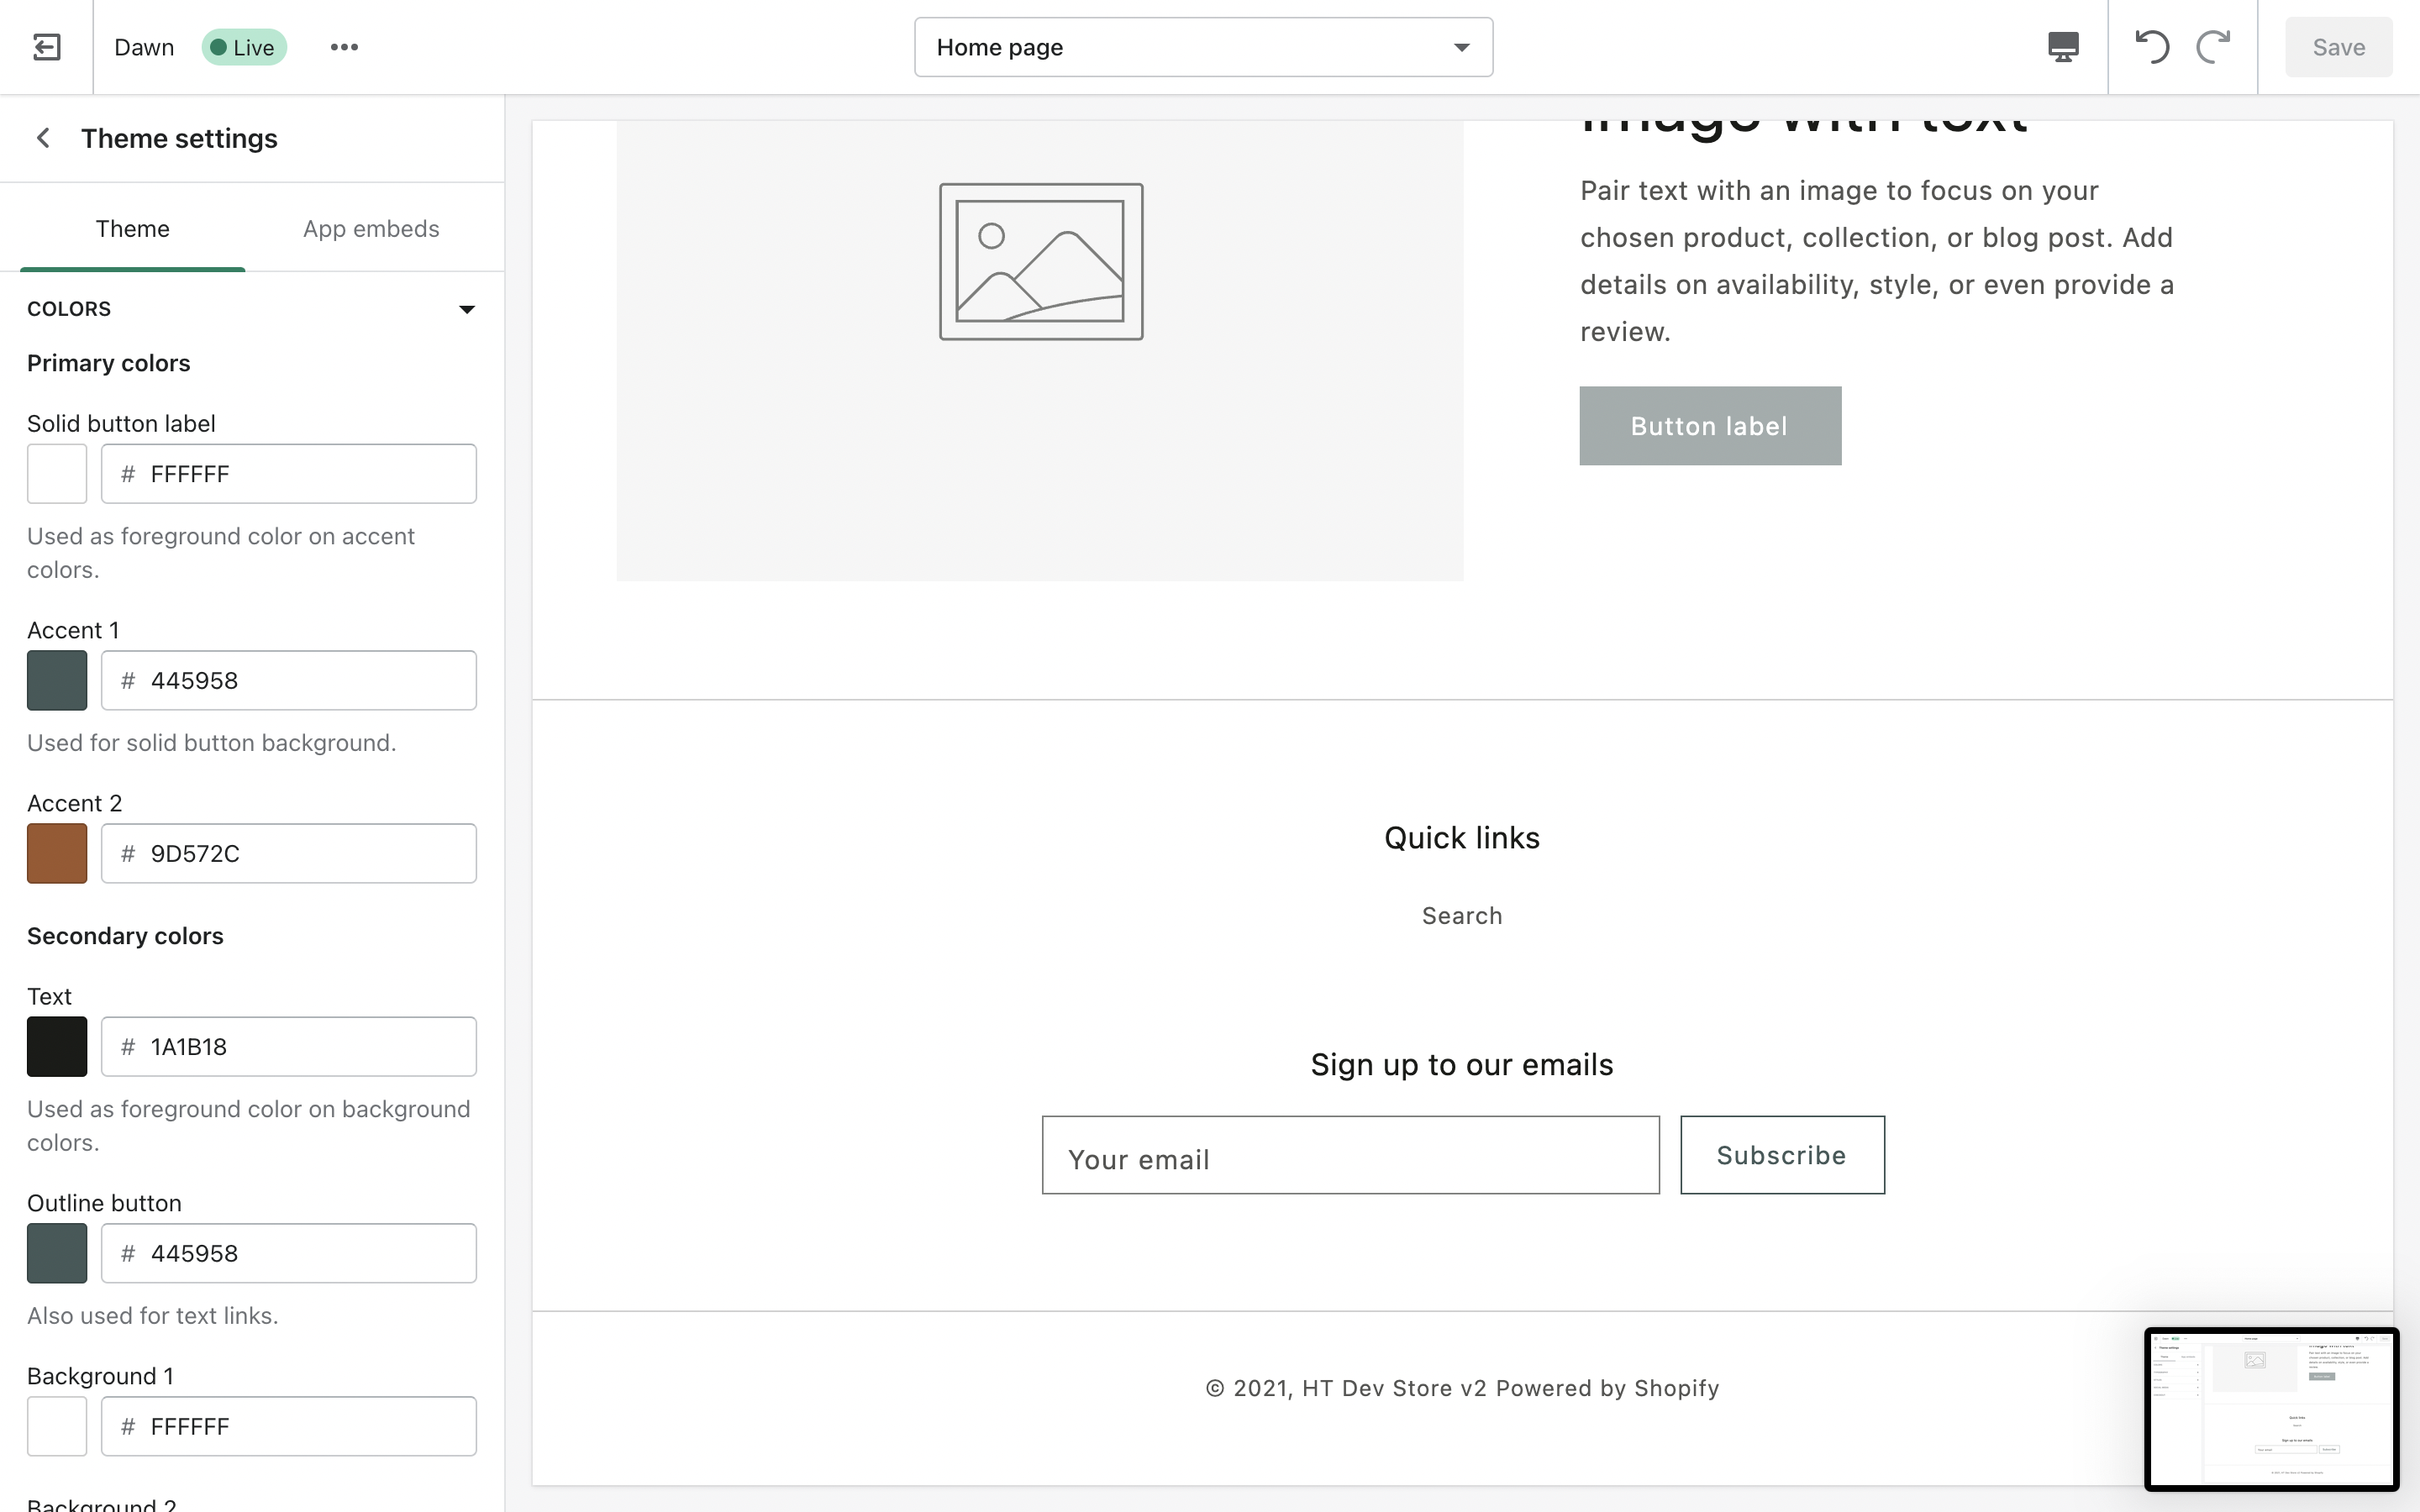 Dawn
Live
Home page
Save
Theme settings
Theme
App embeds
COLORS
Primary colors
Solid button label
# FFFFFF
Used as foreground color on accent
colors.
Accent 1
# 445958
Used for solid button background.
Accent 2
# 9D572C
Secondary colors
Text
# 1A1B18
Used as foreground color on background
colors.
Outline button
# 445958
Also used for text links.
Background 1
# FFFFFF
Background 2
Image with text
Pair text with an image to focus on your
chosen product, collection, or blog post. Add
details on availability, style, or even provide a
review.
Button label
Quick links
Search
Sign up to our emails
Your email
Subscribe
© 2021, HT Dev Store v2 Powered by Shopify